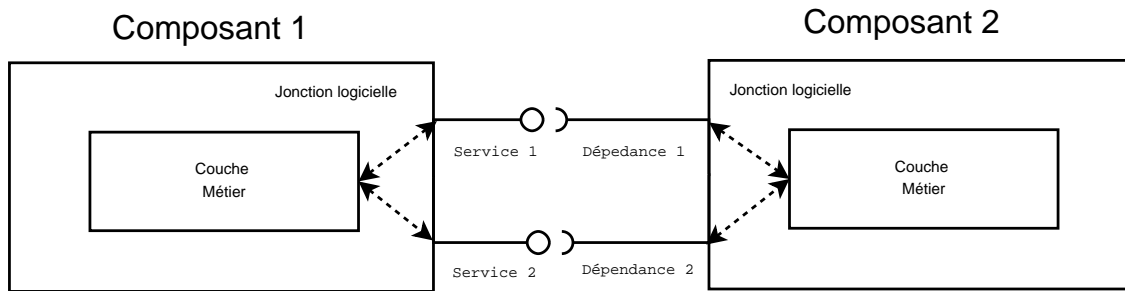 Composant 1
Composant 2
Jonction logicielle
Jonction logicielle
Couche
Métier
Couche
Métier
Service 1
Dépedance 1
Service 2
Dépendance 2